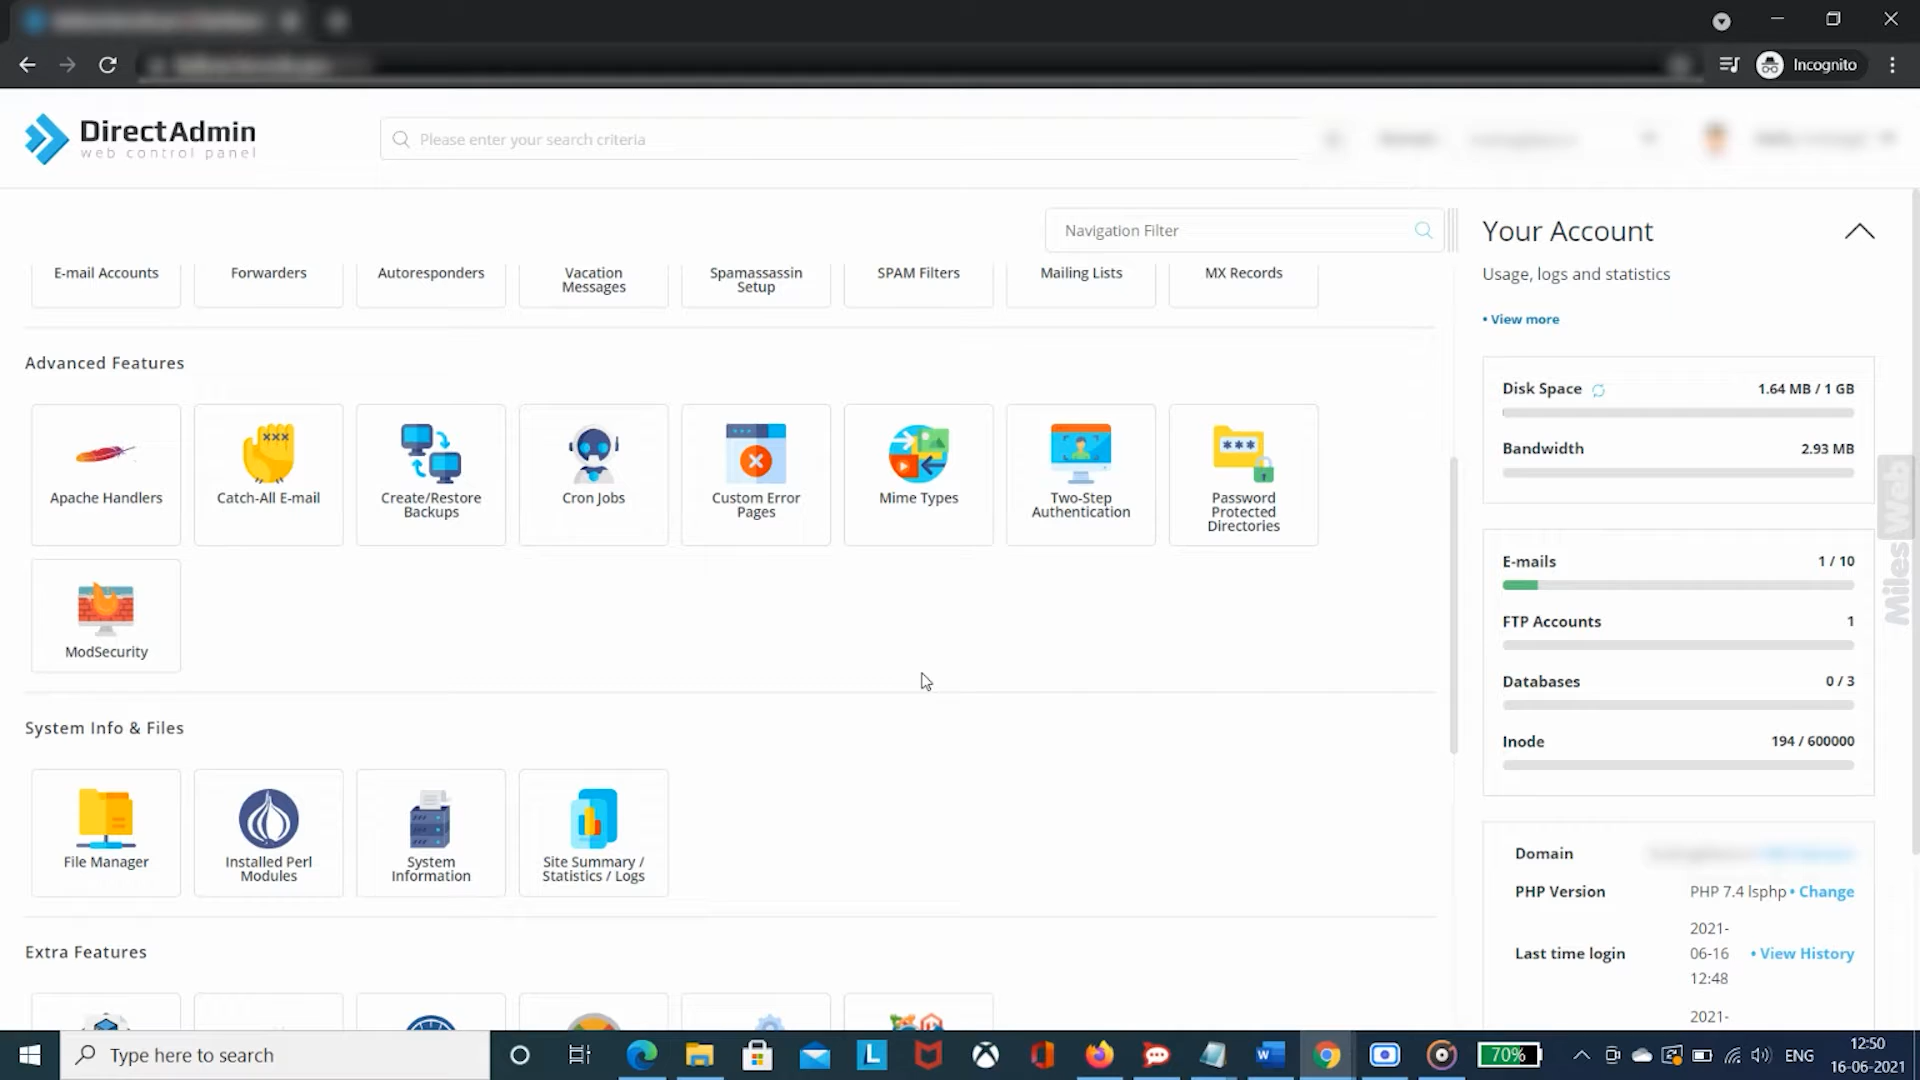 Incognito
DirectAdmin
web control panel
Please enter your search criteria
Navigation Filter
E-mail Accounts
Forwarders
Autoresponders
Vacation
Messages
Spamassassin
Setup
SPAM Filters
Mailing Lists
MX Records
Advanced Features
Apache Handlers
Catch-All E-mail
Create/Restore
Backups
Cron Jobs
Custom Error
Pages
Mime Types
Two-Step
Authentication
Password
Protected
Directories
ModSecurity
System Info & Files
File Manager
Installed Perl
Modules
System
Information
Site Summary /
Statistics / Logs
Extra Features
Your Account
Usage, logs and statistics
• View more
Disk Space 1.64 MB / 1 GB
Bandwidth 2.93 MB
E-mails 1 / 10
FTP Accounts 1
Databases 0 / 3
Inode 194 / 600000
Domain
PHP Version PHP 7.4 lsphp • Change
Last time login 2021-
06-16 • View History
12:48
2021-
MilesWeb
Type here to search
70%
ENG
12:50
16-06-2021